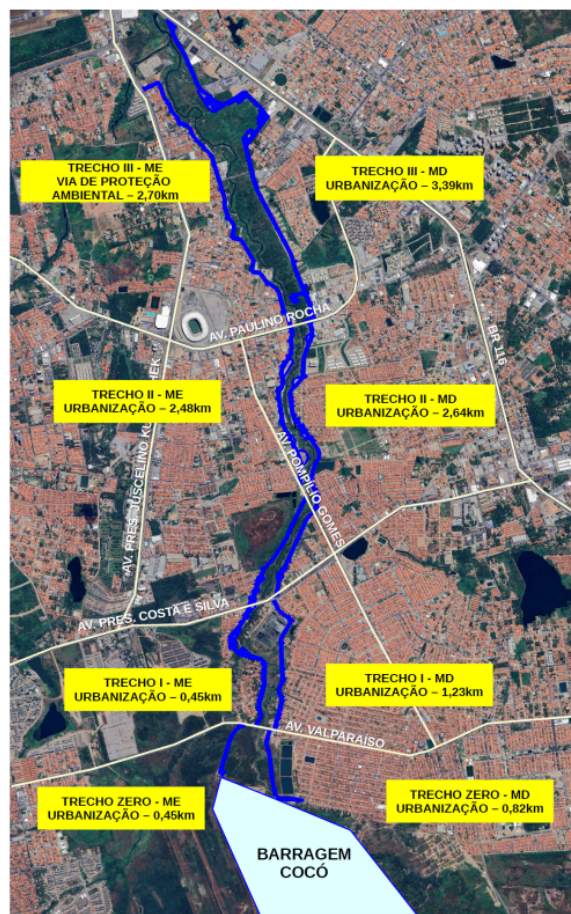 TRECHO III - ME
VIA DE PROTEÇÃO
AMBIENTAL – 2,70km
TRECHO III - MD
URBANIZAÇÃO – 3,39km
AV. PAULINO ROCHA
BR 116
TRECHO II - ME
URBANIZAÇÃO – 2,48km
TRECHO II - MD
URBANIZAÇÃO – 2,64km
AV. PRES. JUSCELINO KU
HEK
AV. POMPÍLIO GOMES
AV. PRES. COSTA E SILVA
TRECHO I - ME
URBANIZAÇÃO – 0,45km
TRECHO I - MD
URBANIZAÇÃO – 1,23km
AV. VALPARAÍSO
TRECHO ZERO - ME
URBANIZAÇÃO – 0,45km
TRECHO ZERO - MD
URBANIZAÇÃO – 0,82km
BARRAGEM
COCÓ